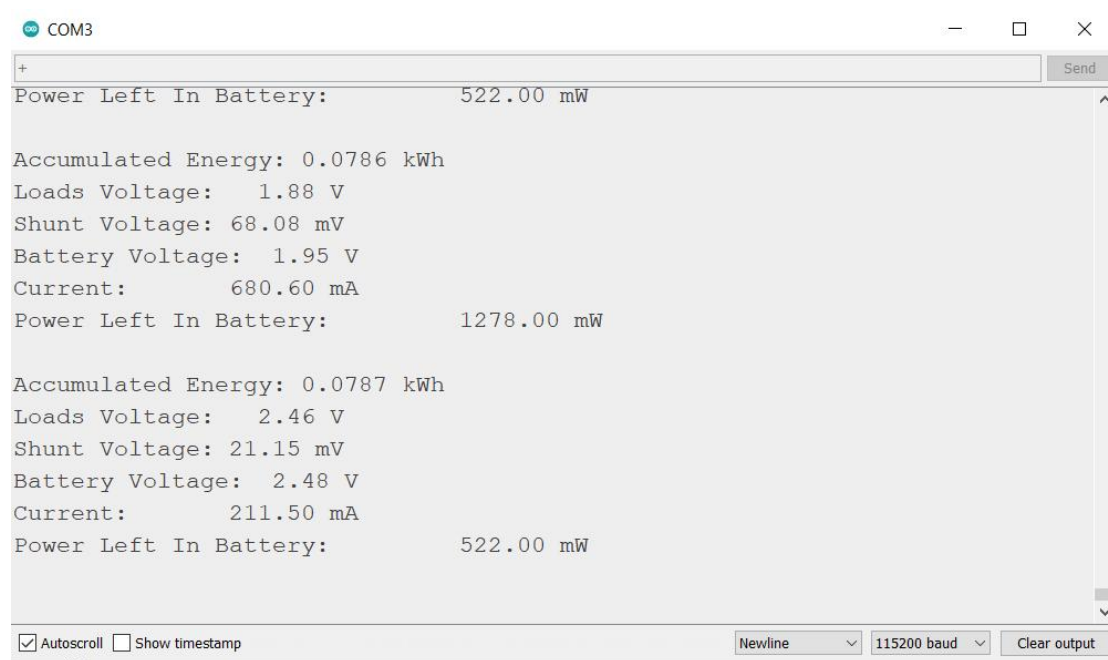 COM3
+
Send
Power Left In Battery: 522.00 mW
Accumulated Energy: 0.0786 kWh
Loads Voltage: 1.88 V
Shunt Voltage: 68.08 mV
Battery Voltage: 1.95 V
Current: 680.60 mA
Power Left In Battery: 1278.00 mW
Accumulated Energy: 0.0787 kWh
Loads Voltage: 2.46 V
Shunt Voltage: 21.15 mV
Battery Voltage: 2.48 V
Current: 211.50 mA
Power Left In Battery: 522.00 mW
Autoscroll Show timestamp Newline 115200 baud Clear output